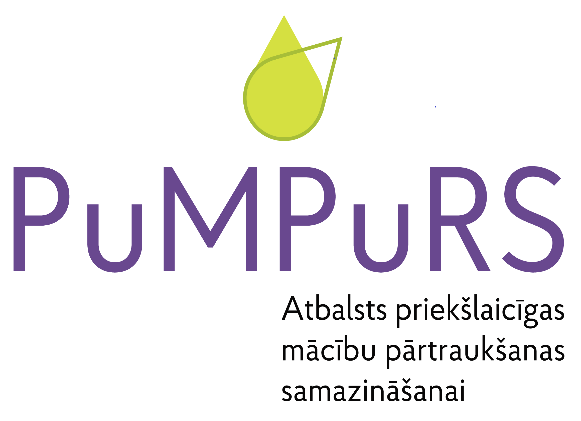 PuMPuRS
Atbalsts priekšlaicīgas
mācību pārtraukšanas
samazināšanai